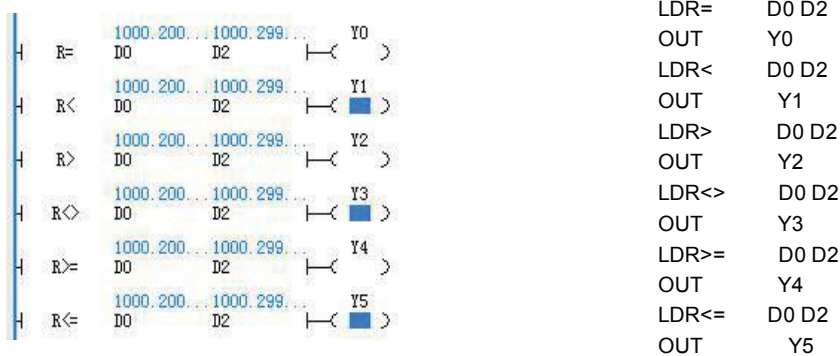 1000.200... 1000.299... Y0
R= D0 D2
1000.200... 1000.299... Y1
R< D0 D2
1000.200... 1000.299... Y2
R> D0 D2
1000.200... 1000.299... Y3
R<> D0 D2
1000.200... 1000.299... Y4
R>= D0 D2
1000.200... 1000.299... Y5
R<= D0 D2
LDR= D0 D2
OUT Y0
LDR< D0 D2
OUT Y1
LDR> D0 D2
OUT Y2
LDR<> D0 D2
OUT Y3
LDR>= D0 D2
OUT Y4
LDR<= D0 D2
OUT Y5